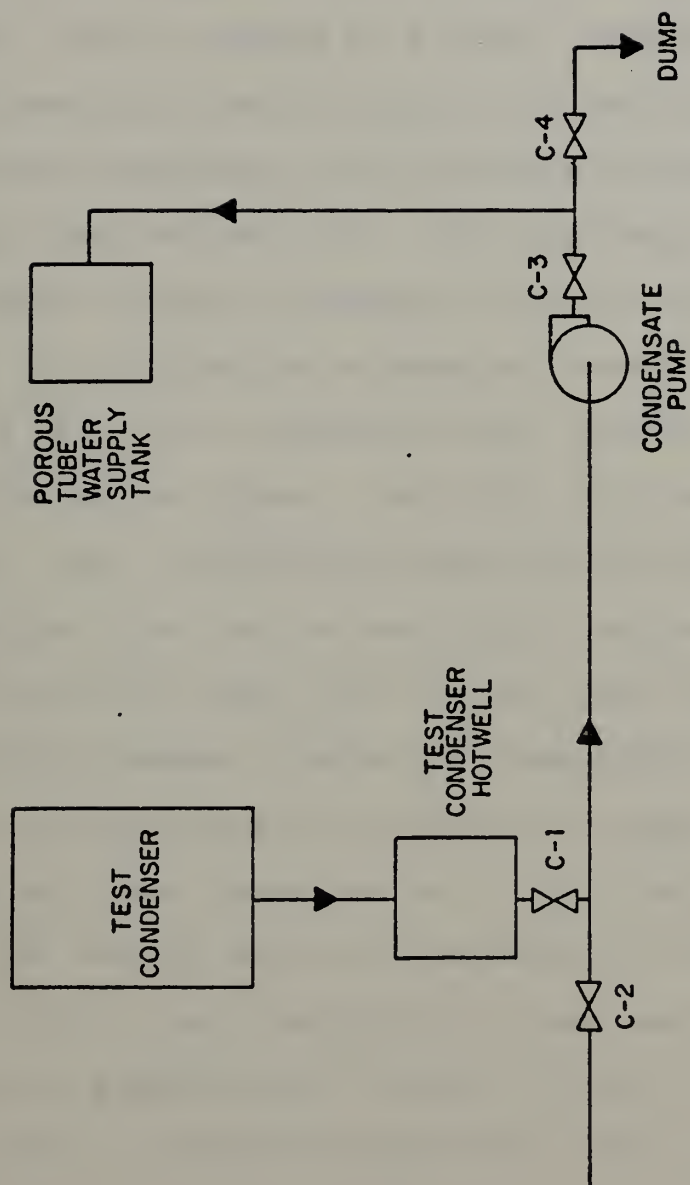 TEST
CONDENSER
TEST
CONDENSER
HOTWELL
C-1
C-2
POROUS
TUBE
WATER
SUPPLY
TANK
C-3
C-4
CONDENSATE
PUMP
DUMP